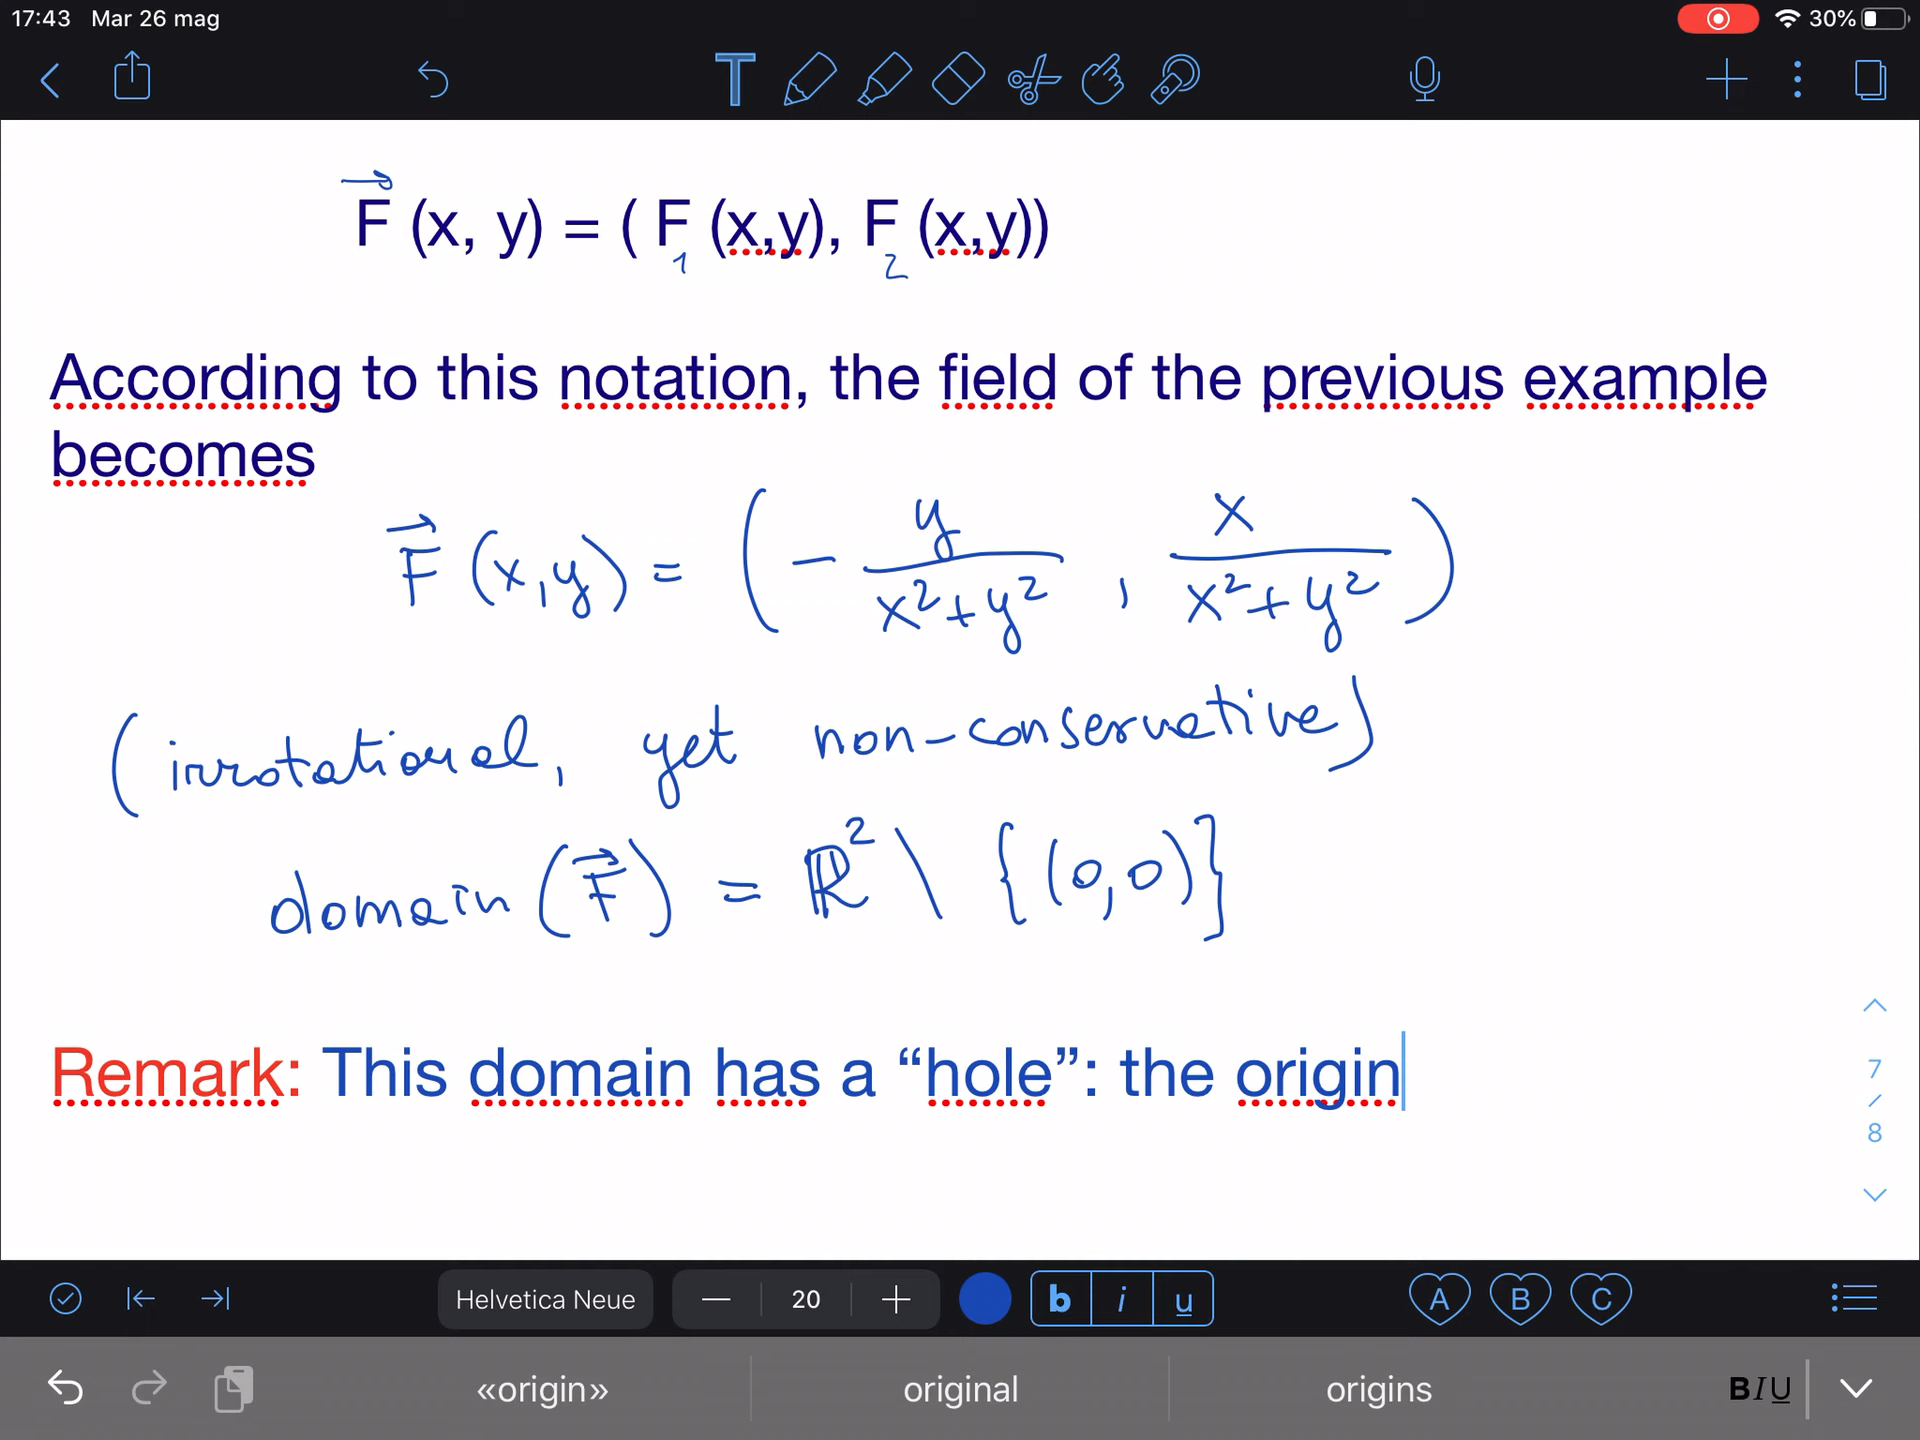 17:43 Mar 26 mag 30%
T
F⃗ (x, y) = ( F₁ (x,y), F₂ (x,y))
According to this notation, the field of the previous example
becomes
F⃗ (x,y) = ( - y/(x²+y²) , x/(x²+y²) )
(irrotational, yet non-conservative)
domain (F⃗) = ℝ² \ {(0,0)}
Remark: This domain has a “hole”: the origin
7
/
8
Helvetica Neue — 20 + b i u A B C
«origin» original origins BIU